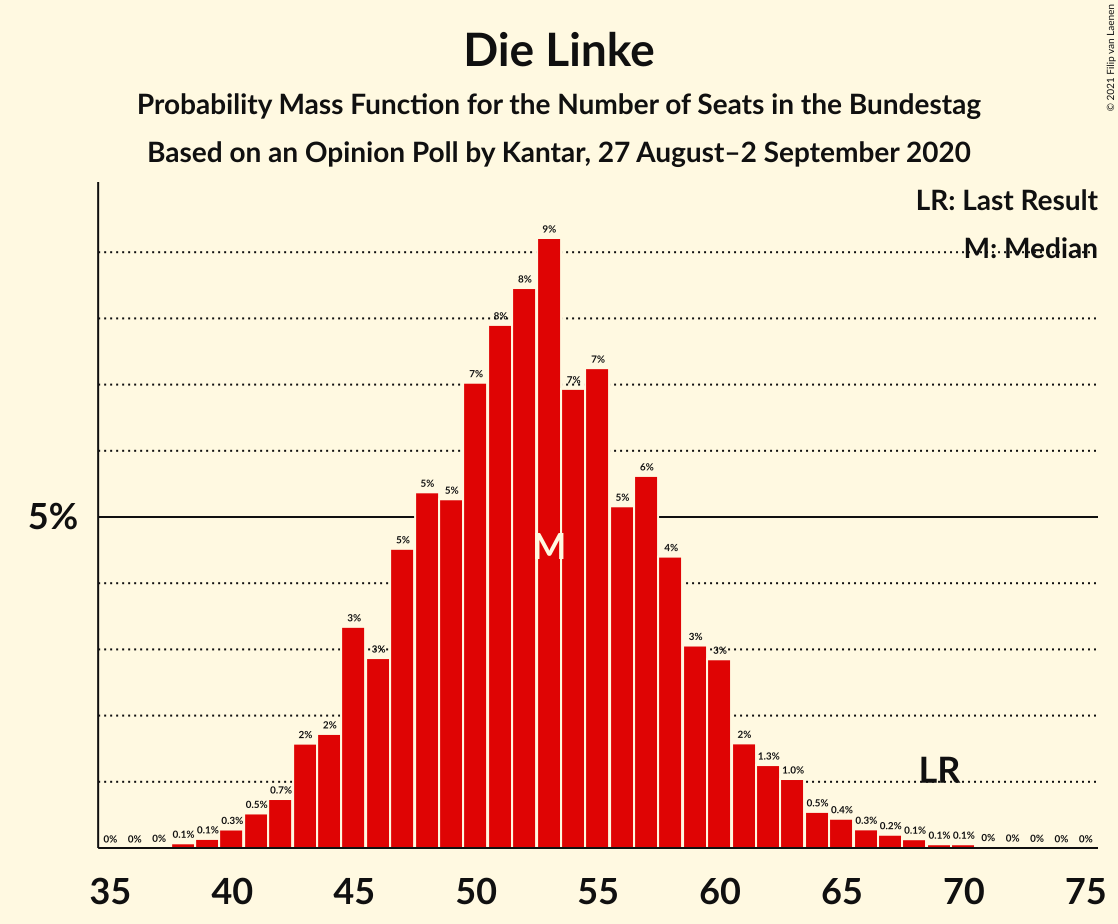 Die Linke
Probability Mass Function for the Number of Seats in the Bundestag
Based on an Opinion Poll by Kantar, 27 August–2 September 2020
© 2021 Filip van Laenen
LR: Last Result
M: Median
5%
0% 0% 0% 0.1% 0.1% 0.3% 0.5% 0.7% 2% 2% 3% 3% 5% 5% 5% 7% 8% 8% 9% 7% 7% 5% 6% 4% 3% 3% 2% 1.3% 1.0% 0.5% 0.4% 0.3% 0.2% 0.1% 0.1% 0.1% 0% 0% 0% 0% 0%
M
LR
35 40 45 50 55 60 65 70 75